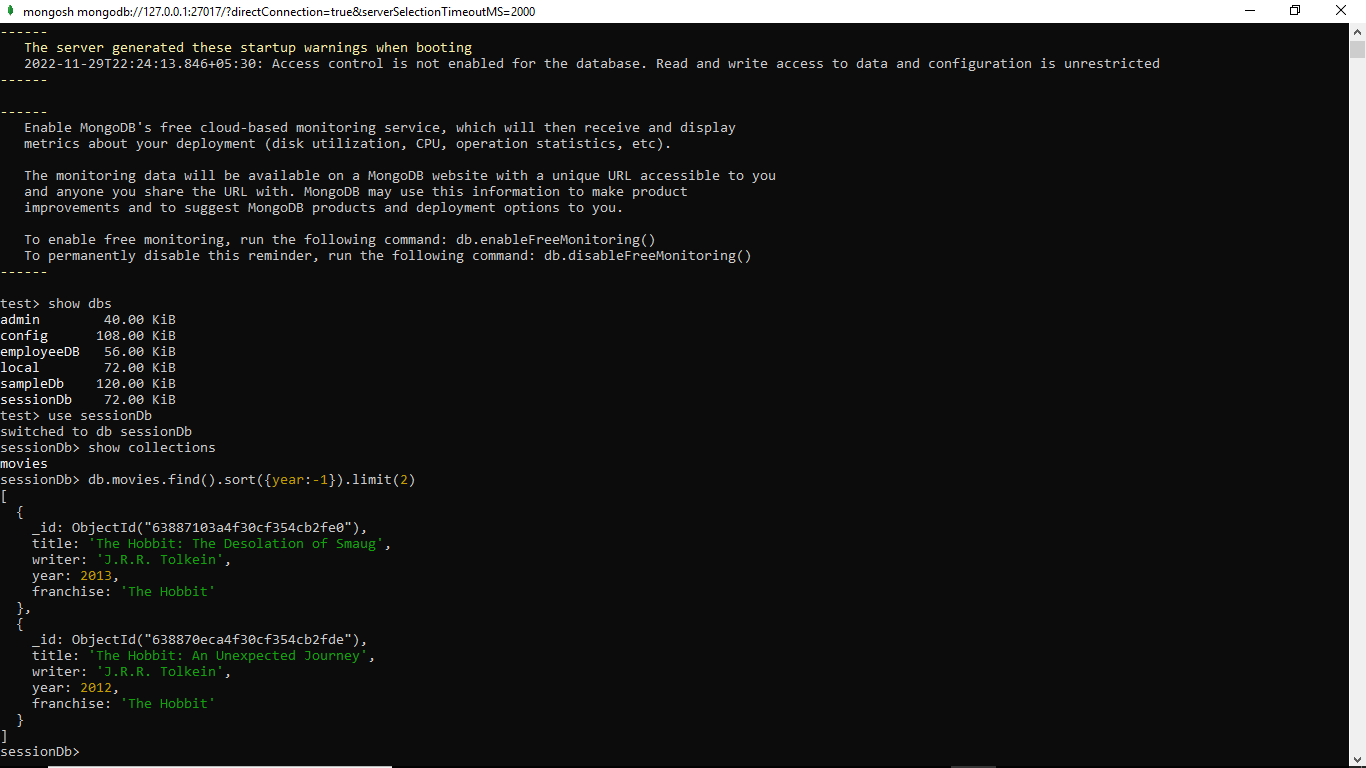 mongosh mongodb://127.0.0.1:27017/?directConnection=true&serverSelectionTimeoutMS=2000
------
   The server generated these startup warnings when booting
   2022-11-29T22:24:13.846+05:30: Access control is not enabled for the database. Read and write access to data and configuration is unrestricted
------

------
   Enable MongoDB's free cloud-based monitoring service, which will then receive and display
   metrics about your deployment (disk utilization, CPU, operation statistics, etc).

   The monitoring data will be available on a MongoDB website with a unique URL accessible to you
   and anyone you share the URL with. MongoDB may use this information to make product
   improvements and to suggest MongoDB products and deployment options to you.

   To enable free monitoring, run the following command: db.enableFreeMonitoring()
   To permanently disable this reminder, run the following command: db.disableFreeMonitoring()
------

test> show dbs
admin        40.00 KiB
config      108.00 KiB
employeeDB   56.00 KiB
local        72.00 KiB
sampleDb    120.00 KiB
sessionDb    72.00 KiB
test> use sessionDb
switched to db sessionDb
sessionDb> show collections
movies
sessionDb> db.movies.find().sort({year:-1}).limit(2)
[
  {
    _id: ObjectId("63887103a4f30cf354cb2fe0"),
    title: 'The Hobbit: The Desolation of Smaug',
    writer: 'J.R.R. Tolkein',
    year: 2013,
    franchise: 'The Hobbit'
  },
  {
    _id: ObjectId("638870eca4f30cf354cb2fde"),
    title: 'The Hobbit: An Unexpected Journey',
    writer: 'J.R.R. Tolkein',
    year: 2012,
    franchise: 'The Hobbit'
  }
]
sessionDb>